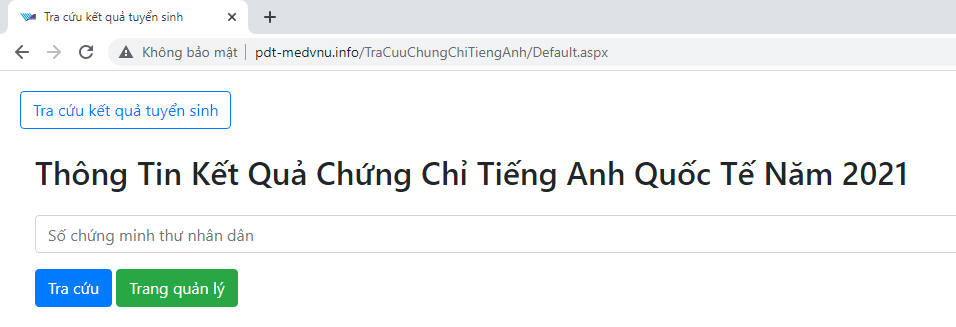 Tra cứu kết quả tuyển sinh
Không bảo mật pdt-medvnu.info/TraCuuChungChiTiengAnh/Default.aspx
Tra cứu kết quả tuyển sinh
Thông Tin Kết Quả Chứng Chỉ Tiếng Anh Quốc Tế Năm 2021
Số chứng minh thư nhân dân
Tra cứu Trang quản lý